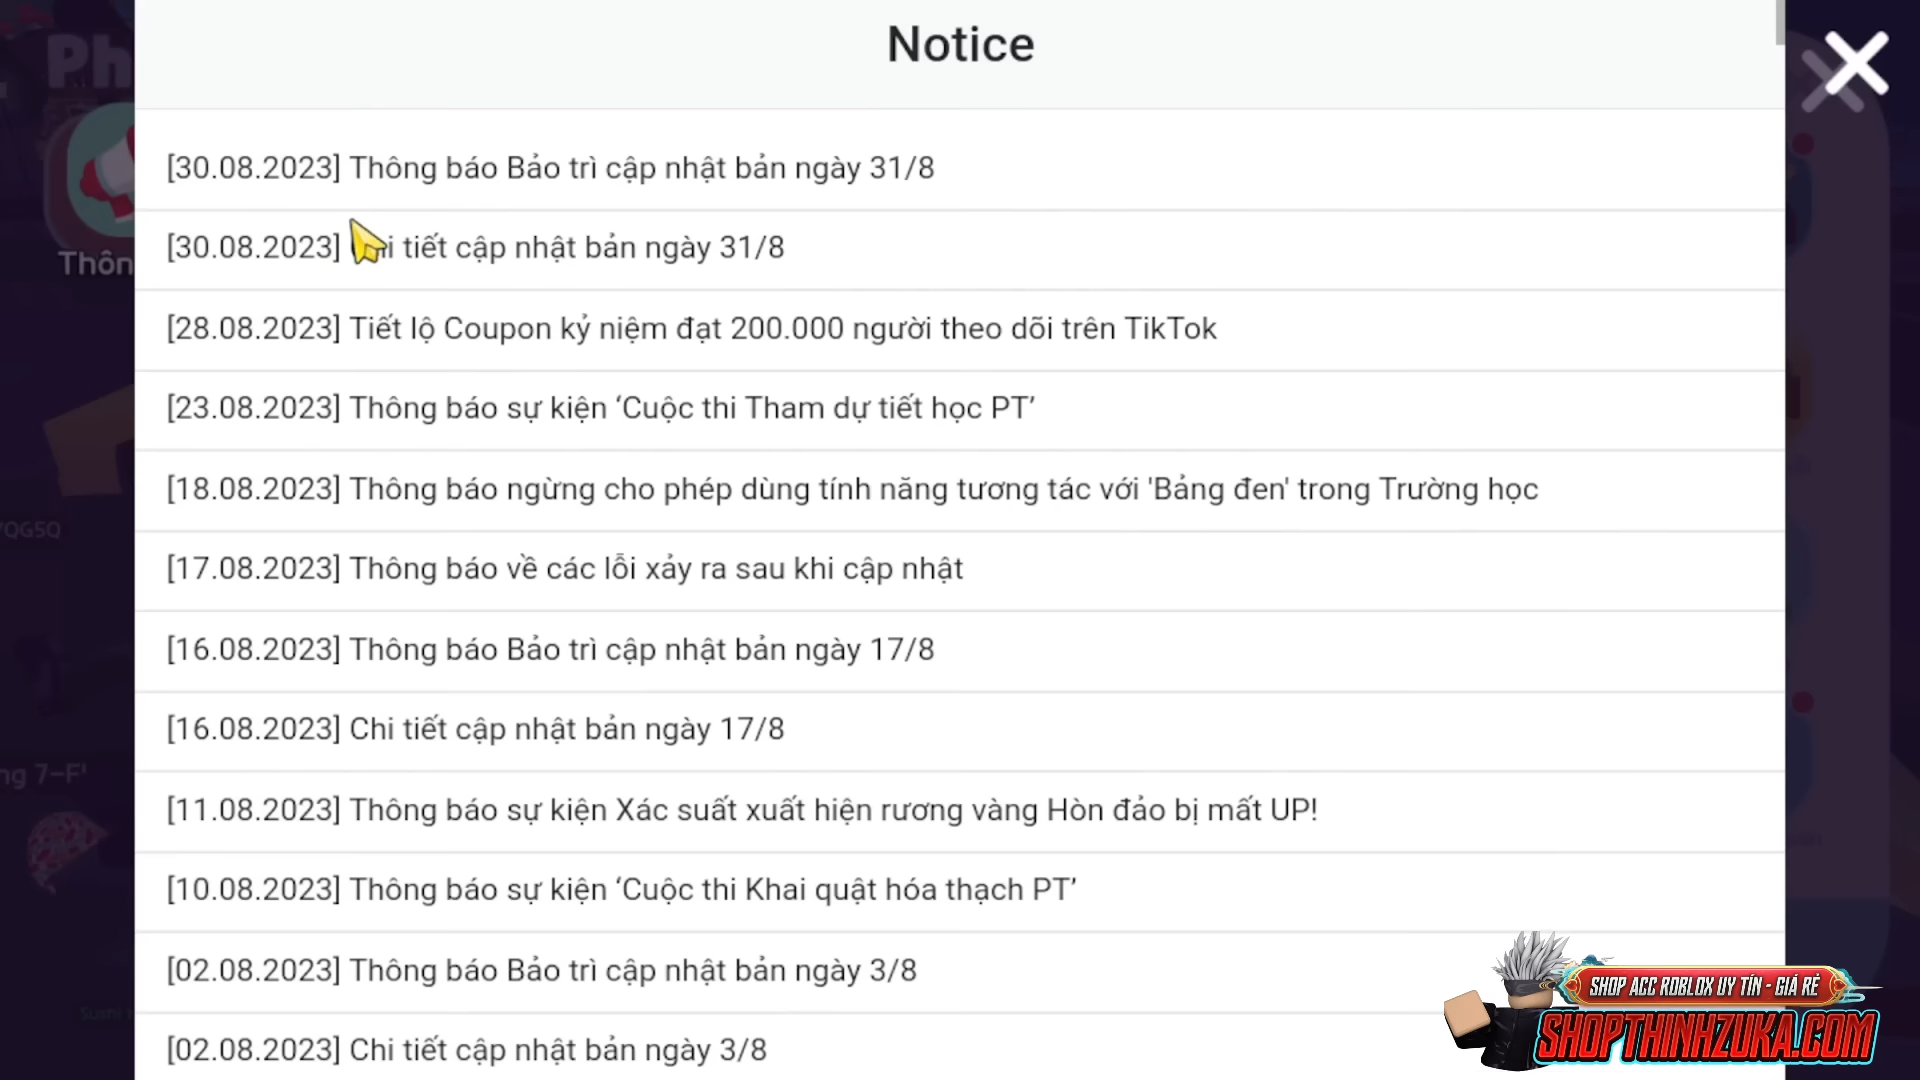 Notice
Ph
[30.08.2023] Thông báo Bảo trì cập nhật bản ngày 31/8
[30.08.2023] Chi tiết cập nhật bản ngày 31/8
Thôn
[28.08.2023] Tiết lộ Coupon kỷ niệm đạt 200.000 người theo dõi trên TikTok
[23.08.2023] Thông báo sự kiện ‘Cuộc thi Tham dự tiết học PT’
[18.08.2023] Thông báo ngừng cho phép dùng tính năng tương tác với 'Bảng đen' trong Trường học
[17.08.2023] Thông báo về các lỗi xảy ra sau khi cập nhật
[16.08.2023] Thông báo Bảo trì cập nhật bản ngày 17/8
[16.08.2023] Chi tiết cập nhật bản ngày 17/8
ng 7-F'
[11.08.2023] Thông báo sự kiện Xác suất xuất hiện rương vàng Hòn đảo bị mất UP!
[10.08.2023] Thông báo sự kiện ‘Cuộc thi Khai quật hóa thạch PT’
[02.08.2023] Thông báo Bảo trì cập nhật bản ngày 3/8
[02.08.2023] Chi tiết cập nhật bản ngày 3/8
SHOP ACC ROBLOX UY TÍN - GIÁ RẺ
SHOPTHINHZUKA.COM